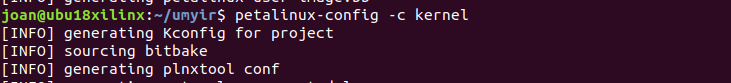 joan@ubu18xilinx:~/umyir$ petalinux-config -c kernel
[INFO] generating Kconfig for project
[INFO] sourcing bitbake
[INFO] generating plnxtool conf